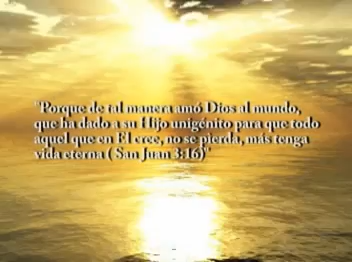 "Porque de tal manera amó Dios al mundo,
que ha dado a su Hijo unigénito para que todo
aquel que en El cree, no se pierda, más tenga
vida eterna ( San Juan 3:16)"